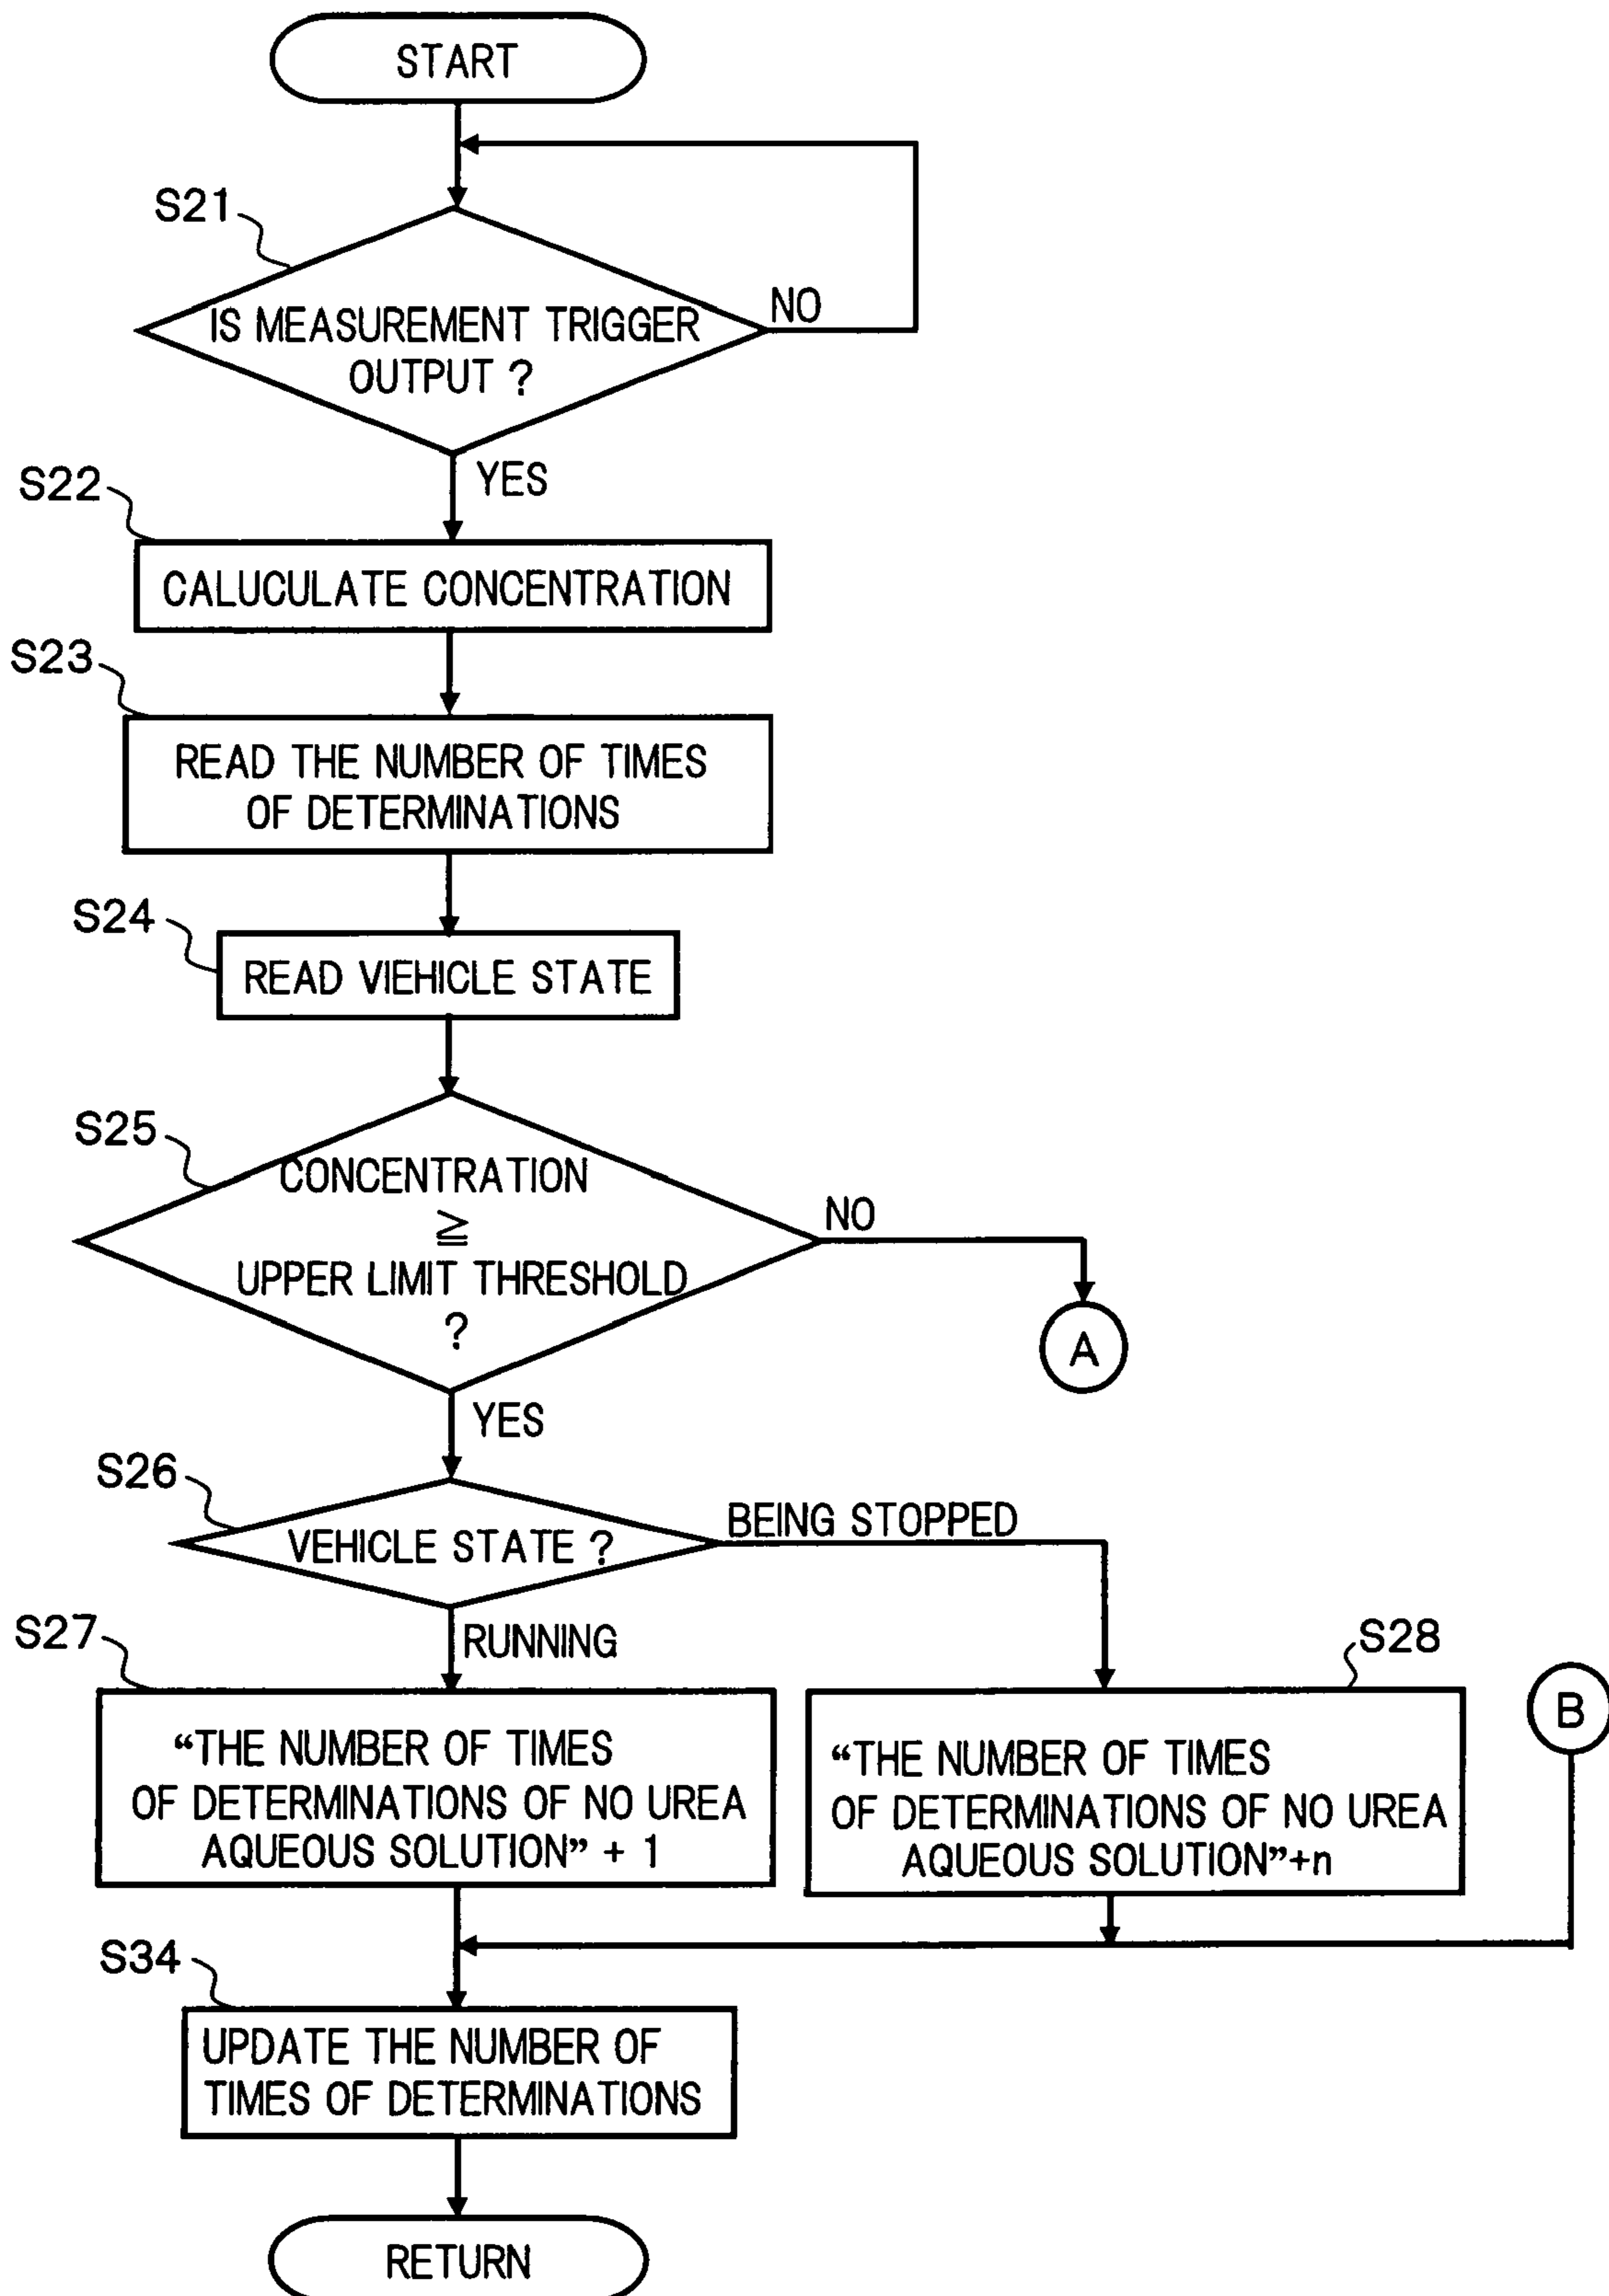 START
S21
IS MEASUREMENT TRIGGER
OUTPUT ?
NO
YES
S22
CALUCULATE CONCENTRATION
S23
READ THE NUMBER OF TIMES
OF DETERMINATIONS
S24
READ VIEHICLE STATE
S25
CONCENTRATION
≧
UPPER LIMIT THRESHOLD
?
NO
A
YES
S26
VEHICLE STATE ?
BEING STOPPED
RUNNING
S27
“THE NUMBER OF TIMES
OF DETERMINATIONS OF NO UREA
AQUEOUS SOLUTION” + 1
S28
“THE NUMBER OF TIMES
OF DETERMINATIONS OF NO UREA
AQUEOUS SOLUTION”+n
B
S34
UPDATE THE NUMBER OF
TIMES OF DETERMINATIONS
RETURN